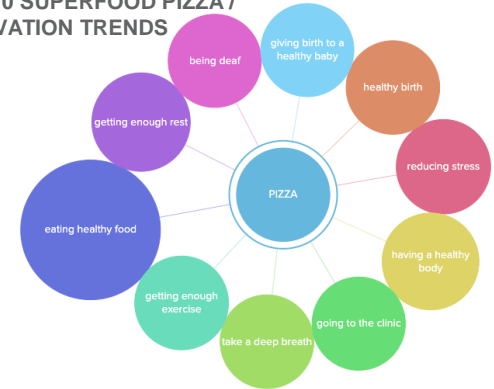 0 SUPERFOOD PIZZA /
VATION TRENDS
giving birth to a
healthy baby
being deaf
healthy birth
getting enough rest
reducing stress
PIZZA
eating healthy food
having a healthy
body
getting enough
exercise
going to the clinic
take a deep breath